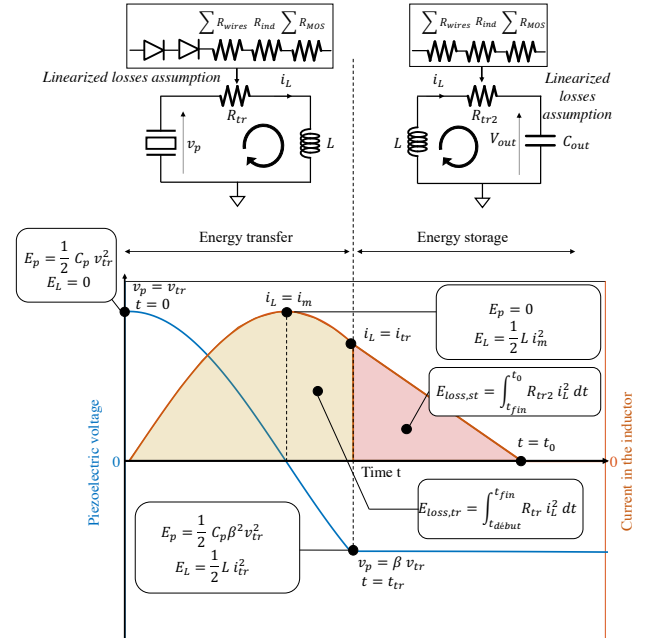 ∑ R_wires R_ind ∑ R_MOS
∑ R_wires R_ind ∑ R_MOS
Linearized losses assumption
i_L
R_tr
v_p
L
i_L
Linearized
losses
assumption
R_tr2
L
V_out
C_out
Energy transfer
Energy storage
E_p = 1/2 C_p v_tr^2
E_L = 0
v_p = v_tr
t = 0
i_L = i_m
E_p = 0
E_L = 1/2 L i_m^2
i_L = i_tr
E_loss,st = ∫_{t_fin}^{t_0} R_tr2 i_L^2 dt
t = t_0
0
Time t
0
Piezoelectric voltage
Current in the inductor
E_loss,tr = ∫_{t_début}^{t_fin} R_tr i_L^2 dt
E_p = 1/2 C_p β^2 v_tr^2
E_L = 1/2 L i_tr^2
v_p = β v_tr
t = t_tr